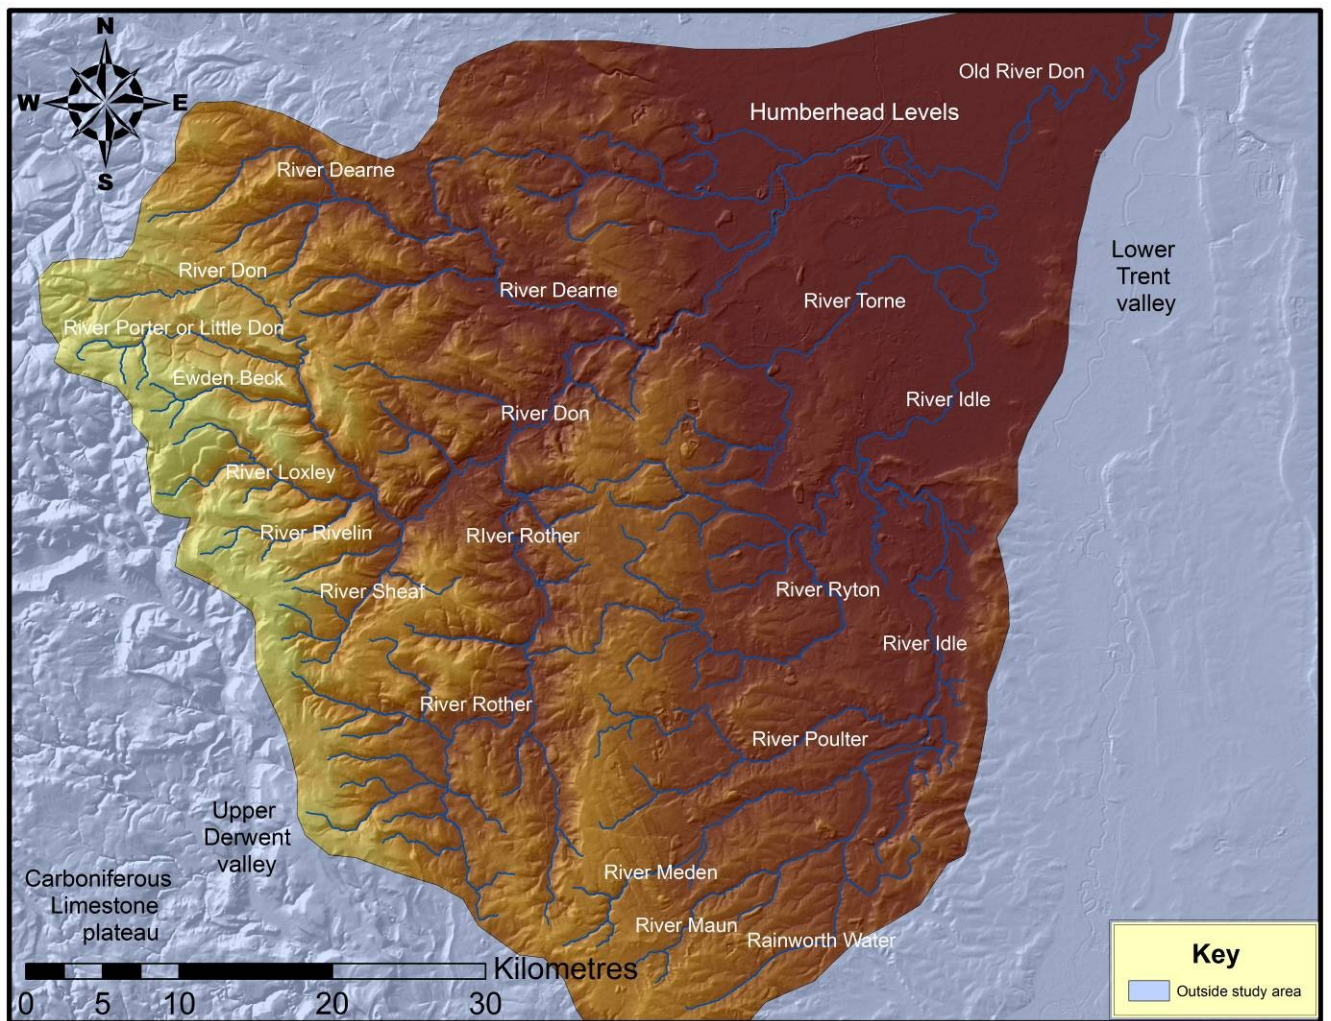 N
W
E
S
Old River Don
Humberhead Levels
River Dearne
River Don
River Dearne
Lower
Trent
valley
River Torne
River Porter or Little Don
Ewden Beck
River Idle
River Don
River Loxley
River Rivelin
RIver Rother
River Sheaf
River Ryton
River Idle
River Rother
River Poulter
Upper
Derwent
valley
Carboniferous
Limestone
plateau
River Meden
River Maun
Rainworth Water
Kilometres
0 5 10 20 30
Key
Outside study area